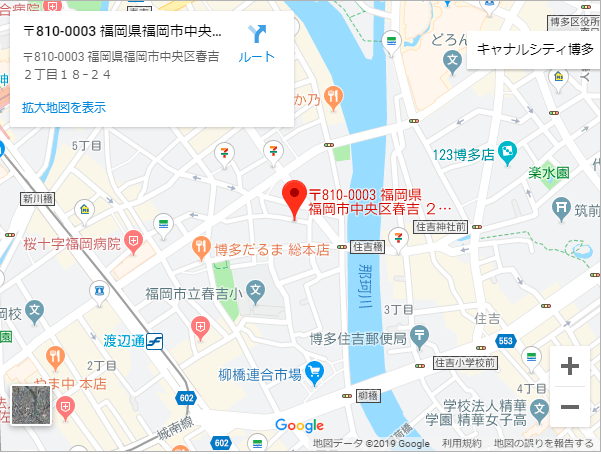 〒810-0003 福岡県福岡市中央...
〒810-0003 福岡県福岡市中央区春吉
２丁目１８−２４
ルート
拡大地図を表示
博多区役所
キャナルシティ博多
か乃
5丁目
123博多店
楽水園
新川橋
〒810-0003 福岡県
福岡市中央区春吉 ２...
筑前
住吉神社前
桜十字福岡病院
博多だるま 総本店
住吉橋
那珂川
福岡市立春吉小
3丁目
岡校
渡辺通
博多住吉郵便局
住吉
553
2丁目
やま中 本店
柳橋連合市場
住吉小学校前
602
柳橋
602
城南線
学校法人精華
学園 精華女子高
Google
地図データ ©2019 Google
利用規約
地図の誤りを報告する